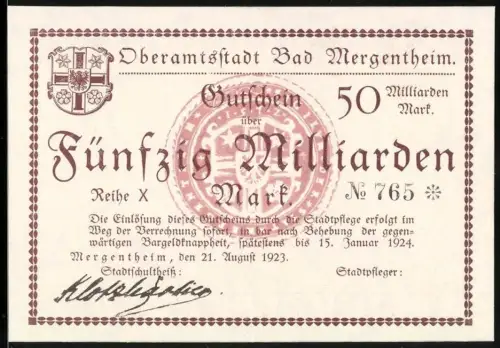 Oberamtsstadt Bad Mergentheim.
Gutschein
über
50 Milliarden Mark.
Fünfzig Milliarden
Mark.
Reihe X
№ 765 ※
Die Einlösung dieses Gutscheins durch die Stadtpflege erfolgt im
Weg der Verrechnung sofort, in bar nach Behebung der gegen-
wärtigen Bargeldknappheit, spätestens bis 15. Januar 1924.
Mergentheim, den 21. August 1923.
Stadtschultheiß:
Stadtpfleger: